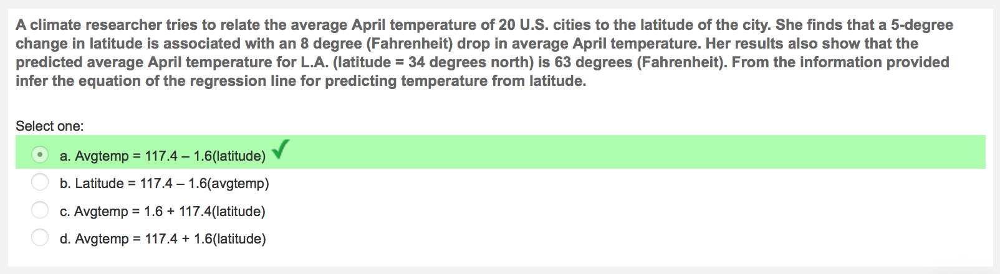 A climate researcher tries to relate the average April temperature of 20 U.S. cities to the latitude of the city. She finds that a 5-degree
change in latitude is associated with an 8 degree (Fahrenheit) drop in average April temperature. Her results also show that the
predicted average April temperature for L.A. (latitude = 34 degrees north) is 63 degrees (Fahrenheit). From the information provided
infer the equation of the regression line for predicting temperature from latitude.
Select one:
a. Avgtemp = 117.4 – 1.6(latitude)
b. Latitude = 117.4 – 1.6(avgtemp)
c. Avgtemp = 1.6 + 117.4(latitude)
d. Avgtemp = 117.4 + 1.6(latitude)